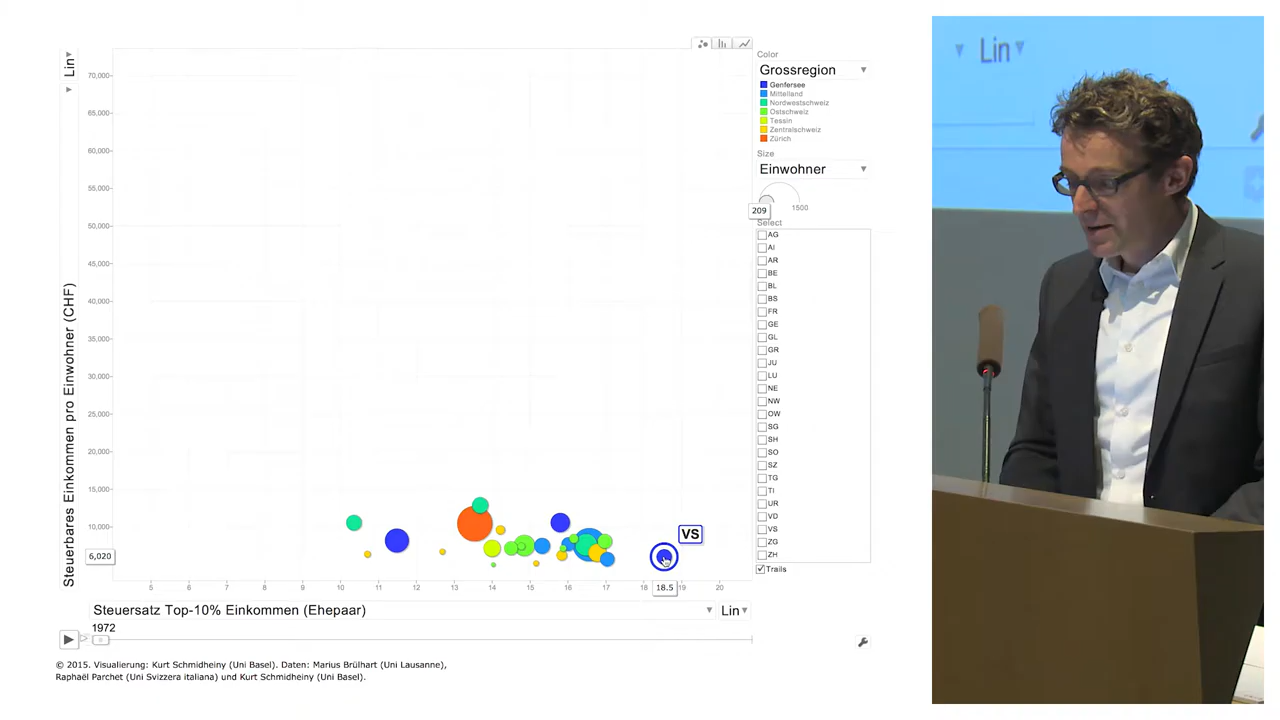 Lin
Steuerbares Einkommen pro Einwohner (CHF)
70,000
65,000
60,000
55,000
50,000
45,000
40,000
35,000
30,000
25,000
20,000
15,000
10,000
6,020
VS
18.5
5 6 7 8 9 10 11 12 13 14 15 16 17 18 19 20
Steuersatz Top-10% Einkommen (Ehepaar)
Lin
1972
Color
Grossregion
Genfersee
Mittelland
Nordwestschweiz
Ostschweiz
Tessin
Zentralschweiz
Zürich
Size
Einwohner
1500
209
Select
AG
AI
AR
BE
BL
BS
FR
GE
GL
GR
JU
LU
NE
NW
OW
SG
SH
SO
SZ
TG
TI
UR
VD
VS
ZG
ZH
Trails
© 2015. Visualierung: Kurt Schmidheiny (Uni Basel). Daten: Marius Brülhart (Uni Lausanne),
Raphaël Parchet (Uni Svizzera italiana) und Kurt Schmidheiny (Uni Basel).
Lin